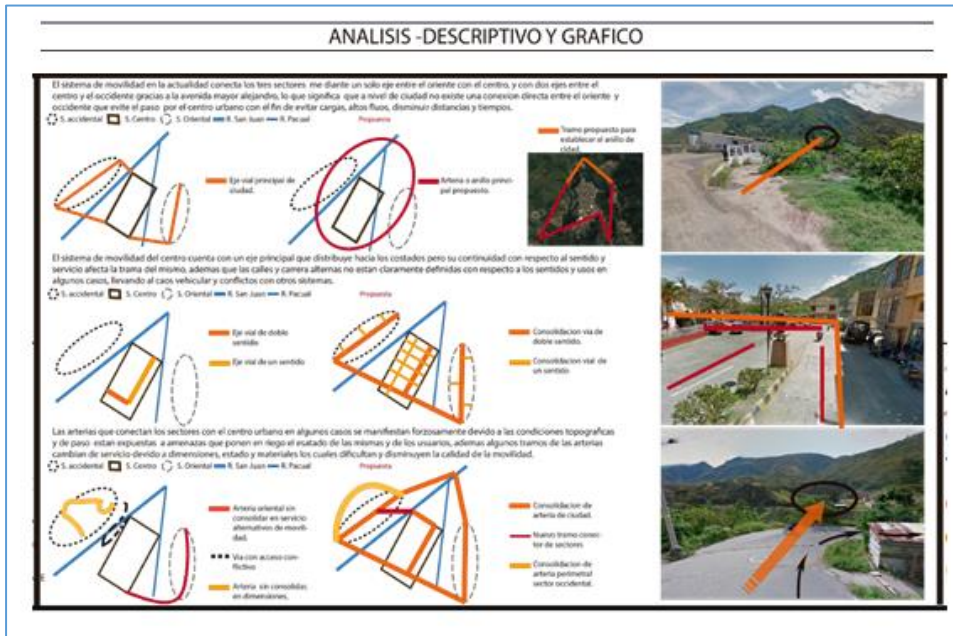 ANALISIS -DESCRIPTIVO Y GRAFICO
El sistema de movilidad en la actualidad conecta los tres sectores me diante un solo eje entre el oriente con el centro, y con dos ejes entre el
centro y el occidente gracias a la avenida mayor alejandro, lo que significa que a nivel de ciudad no existe una conexion directa entre el oriente y
occidente que evite el paso por el centro urbano con el fin de evitar cargas, altos fluos, disminuir distancias y tiempos.
S. accidental S. Centro S. Oriental R. San Juan R. Pacual
Propuesta
Tramo propuesto para
establecer el anillo de
cidad.
Eje vial principal de
ciudad.
Arteria o anillo princi-
pal propuesto.
El sistema de movilidad del centro cuenta con un eje principal que distribuye hacia los costados pero su continuidad con respecto al sentido y
servicio afecta la trama del mismo, ademas que las calles y carrera alternas no estan claramente definidas con respecto a los sentidos y usos en
algunos casos, llevando al caos vehicular y conflictos con otros sistemas.
S. accidental S. Centro S. Oriental R. San Juan R. Pacual
Propuesta
Eje vial de doble
sentido.
Eje vial de un sentido
Consolidacion via de
doble sentido.
Consolidacion vial de
un sentido
Las arterias que conectan los sectores con el centro urbano en algunos casos se manifiestan forzosamente devido a las condiciones topograficas
y de paso estan expuestas a amenazas que ponen en riego el esatado de las mismas y de los usuarios, ademas algunos tramos de las arterias
cambian de servicio devido a dimensiones, estado y materiales los cuales dificultan y disminuyen la calidad de la movilidad.
S. accidental S. Centro S. Oriental R. San Juan R. Pacual
Propuesta
Arteria oriental sin
consolidar en servicio
alternativos de movili-
dad.
Via con acceso con-
flictivo
Arteria sin consolidas
en dimensiones,
Consolidacion de
arteria de ciudad.
Nuevo tramo conec-
tor de sectores
Consolidacion de
arteria perimetral
sector occidental.